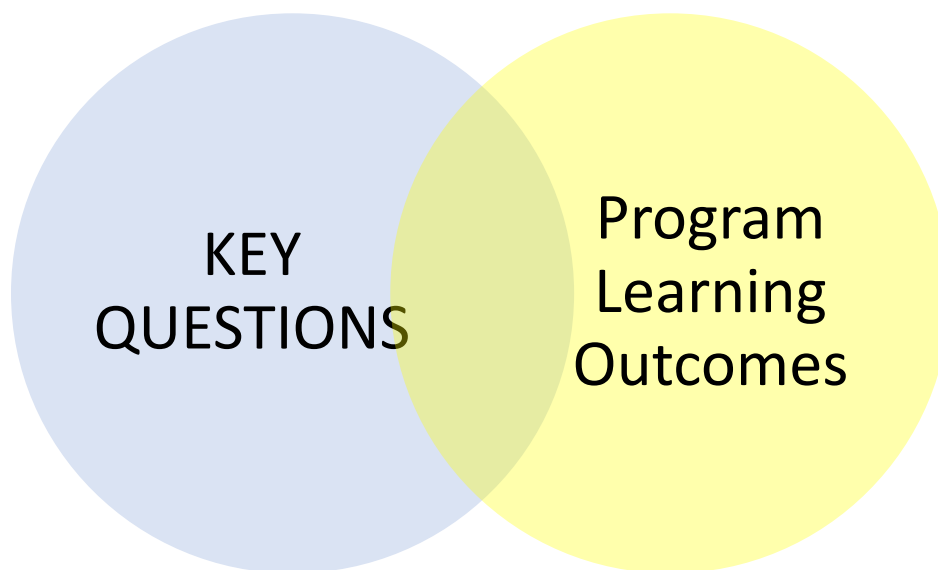 KEY
QUESTIONS
Program
Learning
Outcomes